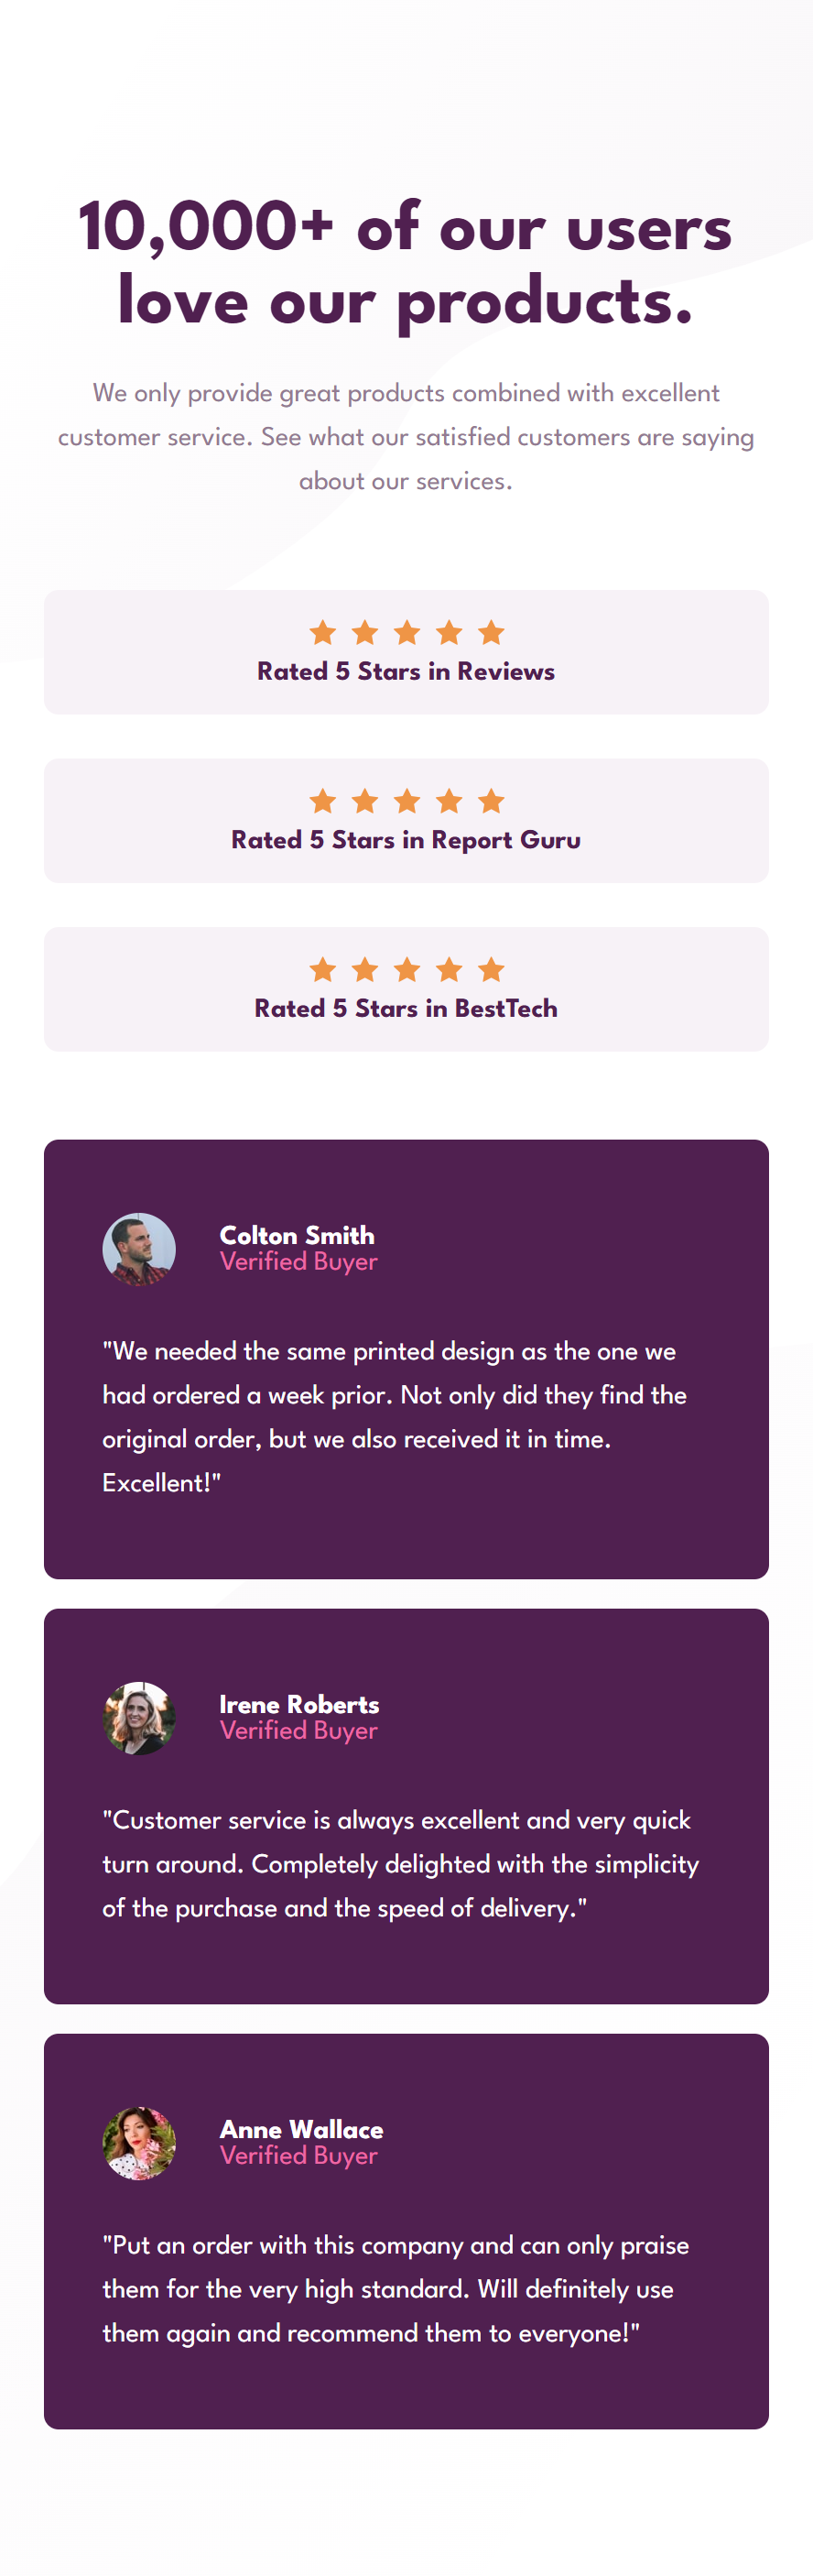 10,000+ of our users
love our products.
We only provide great products combined with excellent
customer service. See what our satisfied customers are saying
about our services.
Rated 5 Stars in Reviews
Rated 5 Stars in Report Guru
Rated 5 Stars in BestTech
Colton Smith
Verified Buyer
"We needed the same printed design as the one we
had ordered a week prior. Not only did they find the
original order, but we also received it in time.
Excellent!"
Irene Roberts
Verified Buyer
"Customer service is always excellent and very quick
turn around. Completely delighted with the simplicity
of the purchase and the speed of delivery."
Anne Wallace
Verified Buyer
"Put an order with this company and can only praise
them for the very high standard. Will definitely use
them again and recommend them to everyone!"